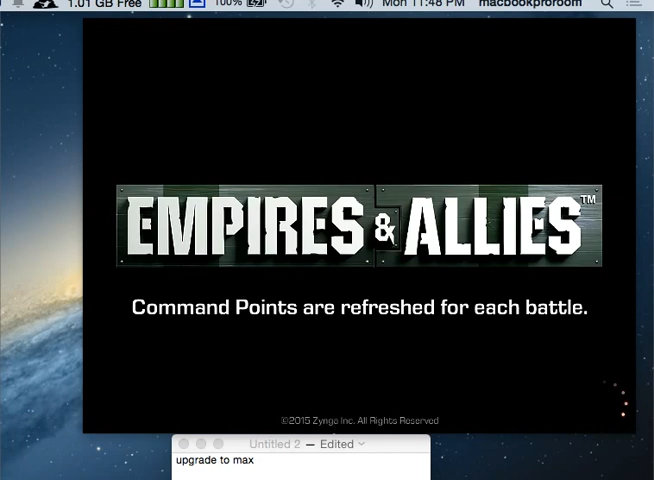 1.01 GB Free 100% Mon 11:48 PM macbookproroom
EMPIRES & ALLIES™
Command Points are refreshed for each battle.
©2015 Zynga Inc. All Rights Reserved
Untitled 2 — Edited
upgrade to max